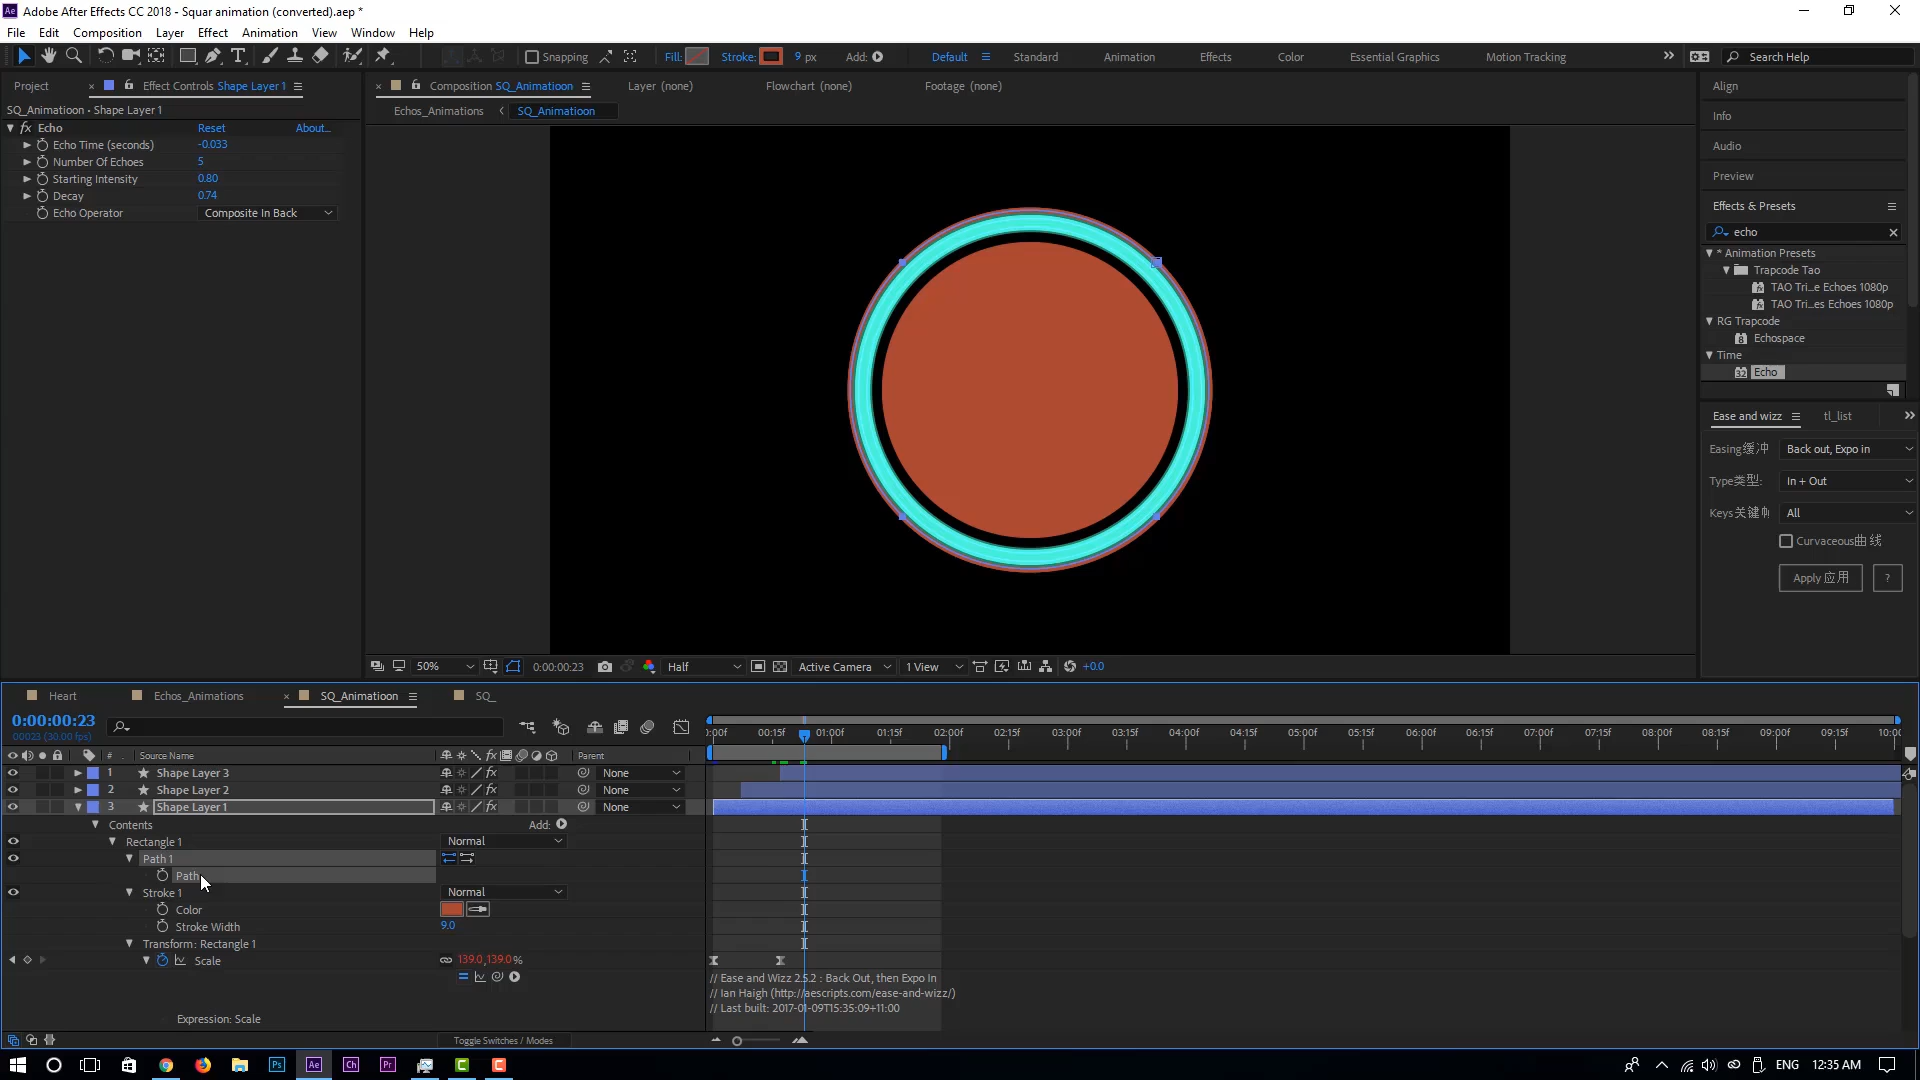 Adobe After Effects CC 2018 - Squar animation (converted).aep *
File Edit Composition Layer Effect Animation View Window Help
Snapping Fill: Stroke: 9 px Add: Default Standard Animation Effects Color Essential Graphics Motion Tracking Search Help
Project Effect Controls Shape Layer 1
SQ_Animatioon • Shape Layer 1
fx Echo Reset About...
Echo Time (seconds) -0.033
Number Of Echoes 5
Starting Intensity 0.80
Decay 0.74
Echo Operator Composite In Back
Composition SQ_Animatioon Layer (none) Flowchart (none) Footage (none)
Echos_Animations SQ_Animatioon
50% 0:00:00:23 Half Active Camera 1 View +0.0
Align
Info
Audio
Preview
Effects & Presets
echo
* Animation Presets
Trapcode Tao
TAO Tri...e Echoes 1080p
TAO Tri...es Echoes 1080p
RG Trapcode
Echospace
Time
Echo
Ease and wizz tl_list
Easing缓冲 Back out, Expo in
Type类型: In + Out
Keys关键帧 All
Curvaceous曲线
Apply 应用 ?
Heart Echos_Animations SQ_Animatioon SQ_
0:00:00:23
00023 (30.00 fps)
:00f 00:15f 01:00f 01:15f 02:00f 02:15f 03:00f 03:15f 04:00f 04:15f 05:00f 05:15f 06:00f 06:15f 07:00f 07:15f 08:00f 08:15f 09:00f 09:15f 10:00
# Source Name fx Parent
1 Shape Layer 3 fx None
2 Shape Layer 2 fx None
3 Shape Layer 1 fx None
Contents Add:
Rectangle 1 Normal
Path 1
Path
Stroke 1 Normal
Color
Stroke Width 9.0
Transform: Rectangle 1
Scale 139.0,139.0%
// Ease and Wizz 2.5.2 : Back Out, then Expo In
// Ian Haigh (http://aescripts.com/ease-and-wizz/)
// Last built: 2017-01-09T15:35:09+11:00
Expression: Scale
Toggle Switches / Modes
Ps Ae Ch Pr C C ENG 12:35 AM